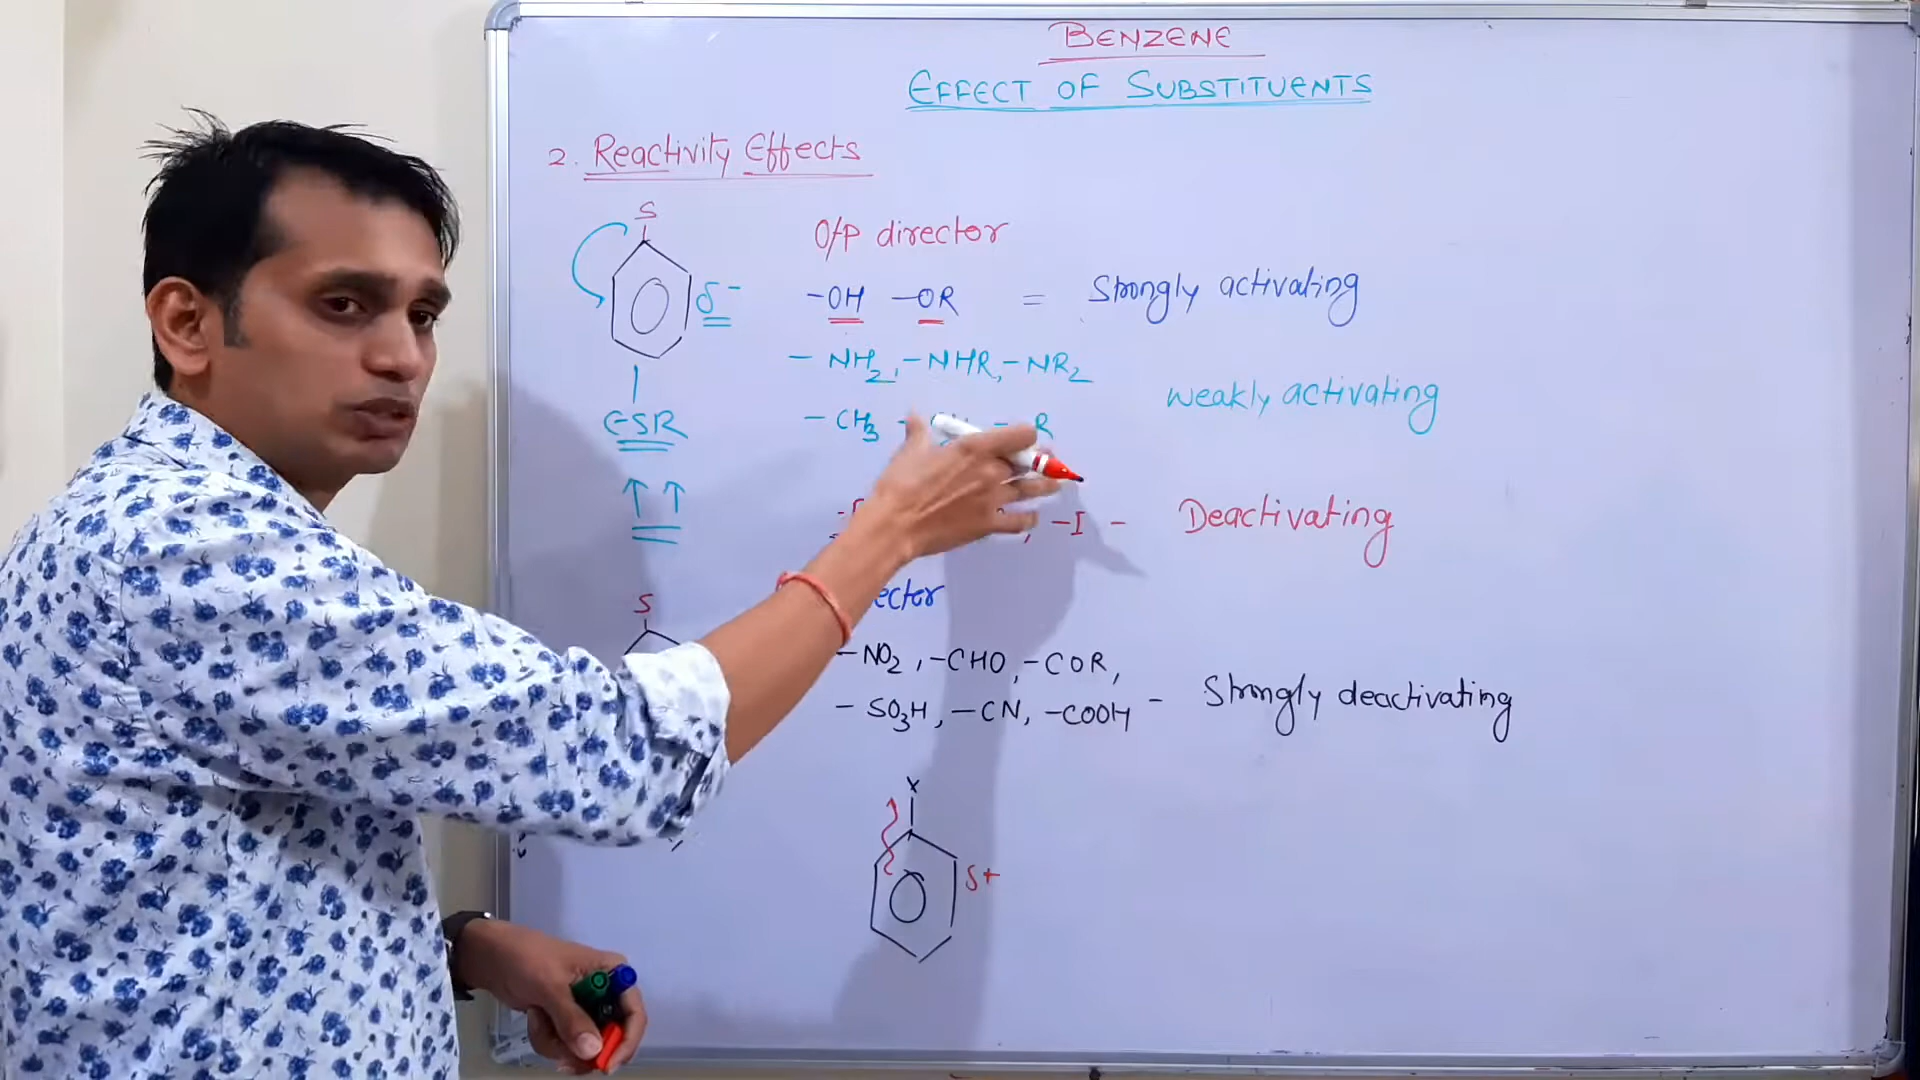 BENZENE
EFFECT OF SUBSTITUENTS
2. Reactivity Effects
S
O/P director
δ-
-OH -OR = Strongly activating
- NH2, -NHR, -NR2
weakly activating
ESR
- CH3 - R
, -I - Deactivating
S
-NO2, -CHO, -COR,
- SO3H, -CN, -COOH - Strongly deactivating
X
δ+